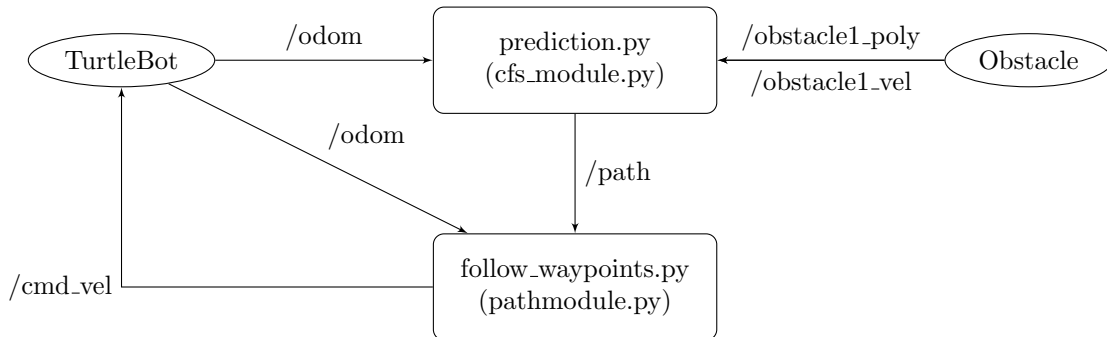 /odom
prediction.py
(cfs_module.py)
/obstacle1_poly
/obstacle1_vel
TurtleBot
Obstacle
/odom
/path
follow_waypoints.py
(pathmodule.py)
/cmd_vel